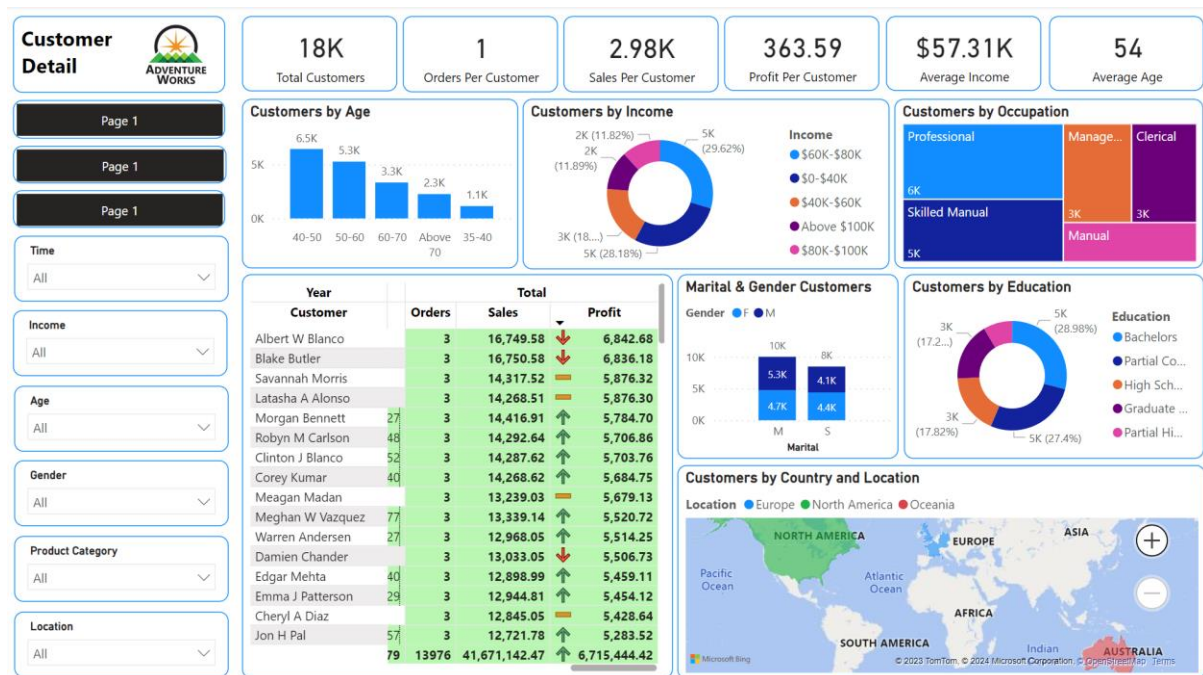 Customer
Detail
ADVENTURE
WORKS
18K
Total Customers
1
Orders Per Customer
2.98K
Sales Per Customer
363.59
Profit Per Customer
$57.31K
Average Income
54
Average Age
Page 1
Page 1
Page 1
Time
All
Income
All
Age
All
Gender
All
Product Category
All
Location
All
Customers by Age
5K
0K
6.5K
5.3K
3.3K
2.3K
1.1K
40-50
50-60
60-70
Above
70
35-40
Customers by Income
2K (11.82%)
2K
(11.89%)
3K (18....)
5K (28.18%)
5K
(29.62%)
Income
$60K-$80K
$0-$40K
$40K-$60K
Above $100K
$80K-$100K
Customers by Occupation
Professional
6K
Skilled Manual
5K
Manage...
3K
Clerical
3K
Manual
Year Total
Customer Orders Sales Profit
Albert W Blanco 3 16,749.58 6,842.68
Blake Butler 3 16,750.58 6,836.18
Savannah Morris 3 14,317.52 5,876.32
Latasha A Alonso 3 14,268.51 5,876.30
Morgan Bennett 27 3 14,416.91 5,784.70
Robyn M Carlson 48 3 14,292.64 5,706.86
Clinton J Blanco 52 3 14,287.62 5,703.76
Corey Kumar 40 3 14,268.62 5,684.75
Meagan Madan 3 13,239.03 5,679.13
Meghan W Vazquez 77 3 13,339.14 5,520.72
Warren Andersen 27 3 12,968.05 5,514.25
Damien Chander 3 13,033.05 5,506.73
Edgar Mehta 40 3 12,898.99 5,459.11
Emma J Patterson 29 3 12,944.81 5,454.12
Cheryl A Diaz 3 12,845.05 5,428.64
Jon H Pal 57 3 12,721.78 5,283.52
79 13976 41,671,142.47 6,715,444.42
Marital & Gender Customers
Gender F M
10K
5K
0K
10K
5.3K
4.7K
8K
4.1K
4.4K
M
S
Marital
Customers by Education
3K
(17.2...)
3K
(17.82%)
5K (27.4%)
5K
(28.98%)
Education
Bachelors
Partial Co...
High Sch...
Graduate ...
Partial Hi...
Customers by Country and Location
Location Europe North America Oceania
NORTH AMERICA
EUROPE
ASIA
Pacific
Ocean
Atlantic
Ocean
AFRICA
SOUTH AMERICA
Indian
AUSTRALIA
Microsoft Bing
© 2023 TomTom, © 2024 Microsoft Corporation, © OpenStreetMap Terms